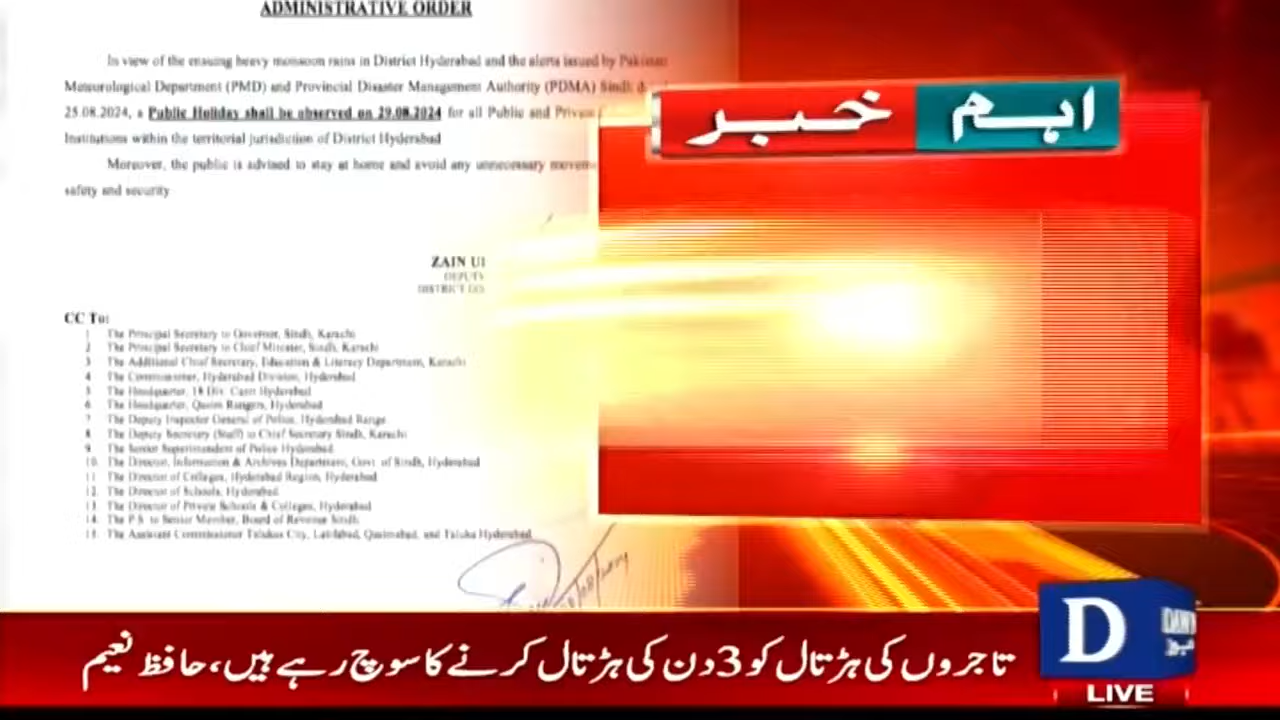 ADMINISTRATIVE ORDER
In view of the ensuing heavy monsoon rains in District Hyderabad and the alerts issued by Pakistan
Meteorological Department (PMD) and Provincial Disaster Management Authority (PDMA) Sindh
25.08.2024, a Public Holiday shall be observed on 29.08.2024 for all Public and Private
Institutions within the territorial jurisdiction of District Hyderabad
Moreover, the public is advised to stay at home and avoid any unnecessary
safety and security
ZAIN UL
DEPUTY
DISTRICT
CC To:
1 The Principal Secretary to Governor, Sindh, Karachi
2 The Principal Secretary to Chief Minister, Sindh, Karachi
3 The Additional Chief Secretary, Education & Literacy Department, Karachi
4 The Commissioner, Hyderabad Division, Hyderabad
5 The Headquarter, 18 Div. Cantt Hyderabad
6 The Headquarter, Qasim Rangers, Hyderabad
7 The Deputy Inspector General of Police, Hyderabad Range
8 The Deputy Secretary (Staff) to Chief Secretary Sindh, Karachi
9 The Senior Superintendent of Police Hyderabad
10. The Director, Information & Archives Department, Govt. of Sindh, Hyderabad
11 The Director of Colleges, Hyderabad Region, Hyderabad
12. The Director of Schools, Hyderabad
13. The Director of Private Schools & Colleges, Hyderabad
14. The P.S. to Senior Member, Board of Revenue Sindh
15. The Assistant Commissioner Talukas City, Latifabad, Qasimabad, and Taluka Hyderabad
اہم خبر
تاجروں کی ہڑتال کو 3 دن کی ہڑتال کرنے کا سوچ رہے ہیں، حافظ نعیم
D DAWN نیوز
LIVE